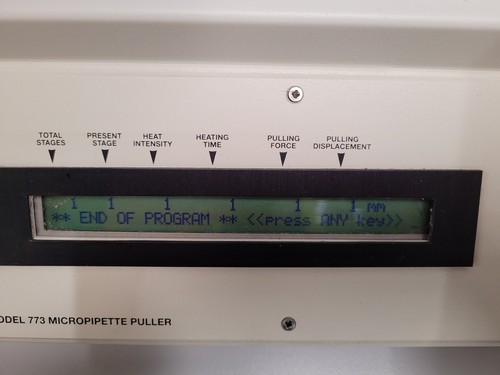 TOTAL STAGES PRESENT STAGE HEAT INTENSITY HEATING TIME PULLING FORCE PULLING DISPLACEMENT
1 1 1 1 1 1 mm
** END OF PROGRAM ** <<press ANY key>>
ODEL 773 MICROPIPETTE PULLER